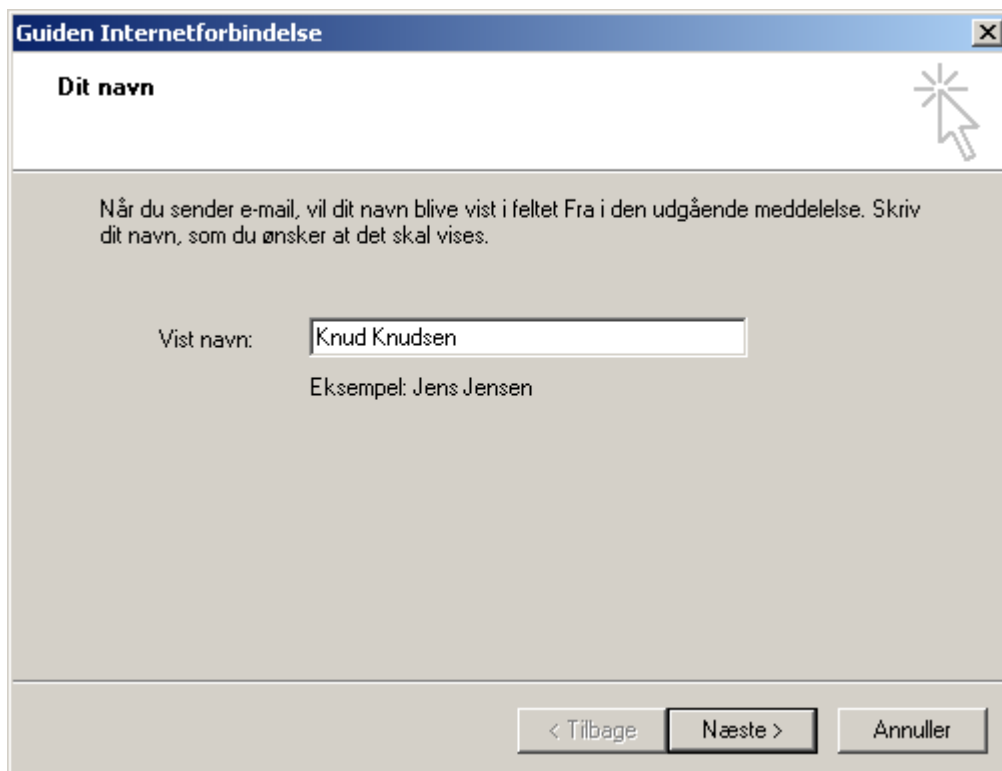 Guiden Internetforbindelse
Dit navn
Når du sender e-mail, vil dit navn blive vist i feltet Fra i den udgående meddelelse. Skriv
dit navn, som du ønsker at det skal vises.
Vist navn: Knud Knudsen
Eksempel: Jens Jensen
< Tilbage Næste > Annuller